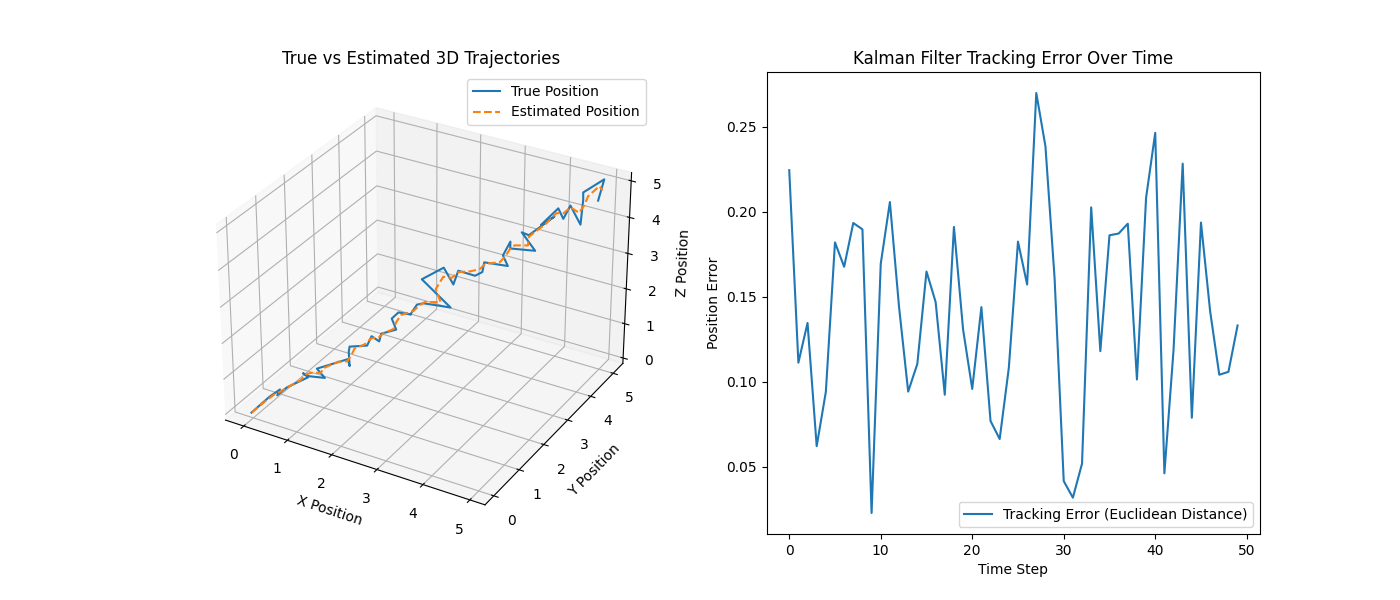 True vs Estimated 3D Trajectories
True Position
Estimated Position
5
4
3
2
1
0
Z Position
0
1
2
3
4
5
X Position
0
1
2
3
4
5
Y Position
Kalman Filter Tracking Error Over Time
0.25
0.20
0.15
0.10
0.05
Position Error
Tracking Error (Euclidean Distance)
0 10 20 30 40 50
Time Step